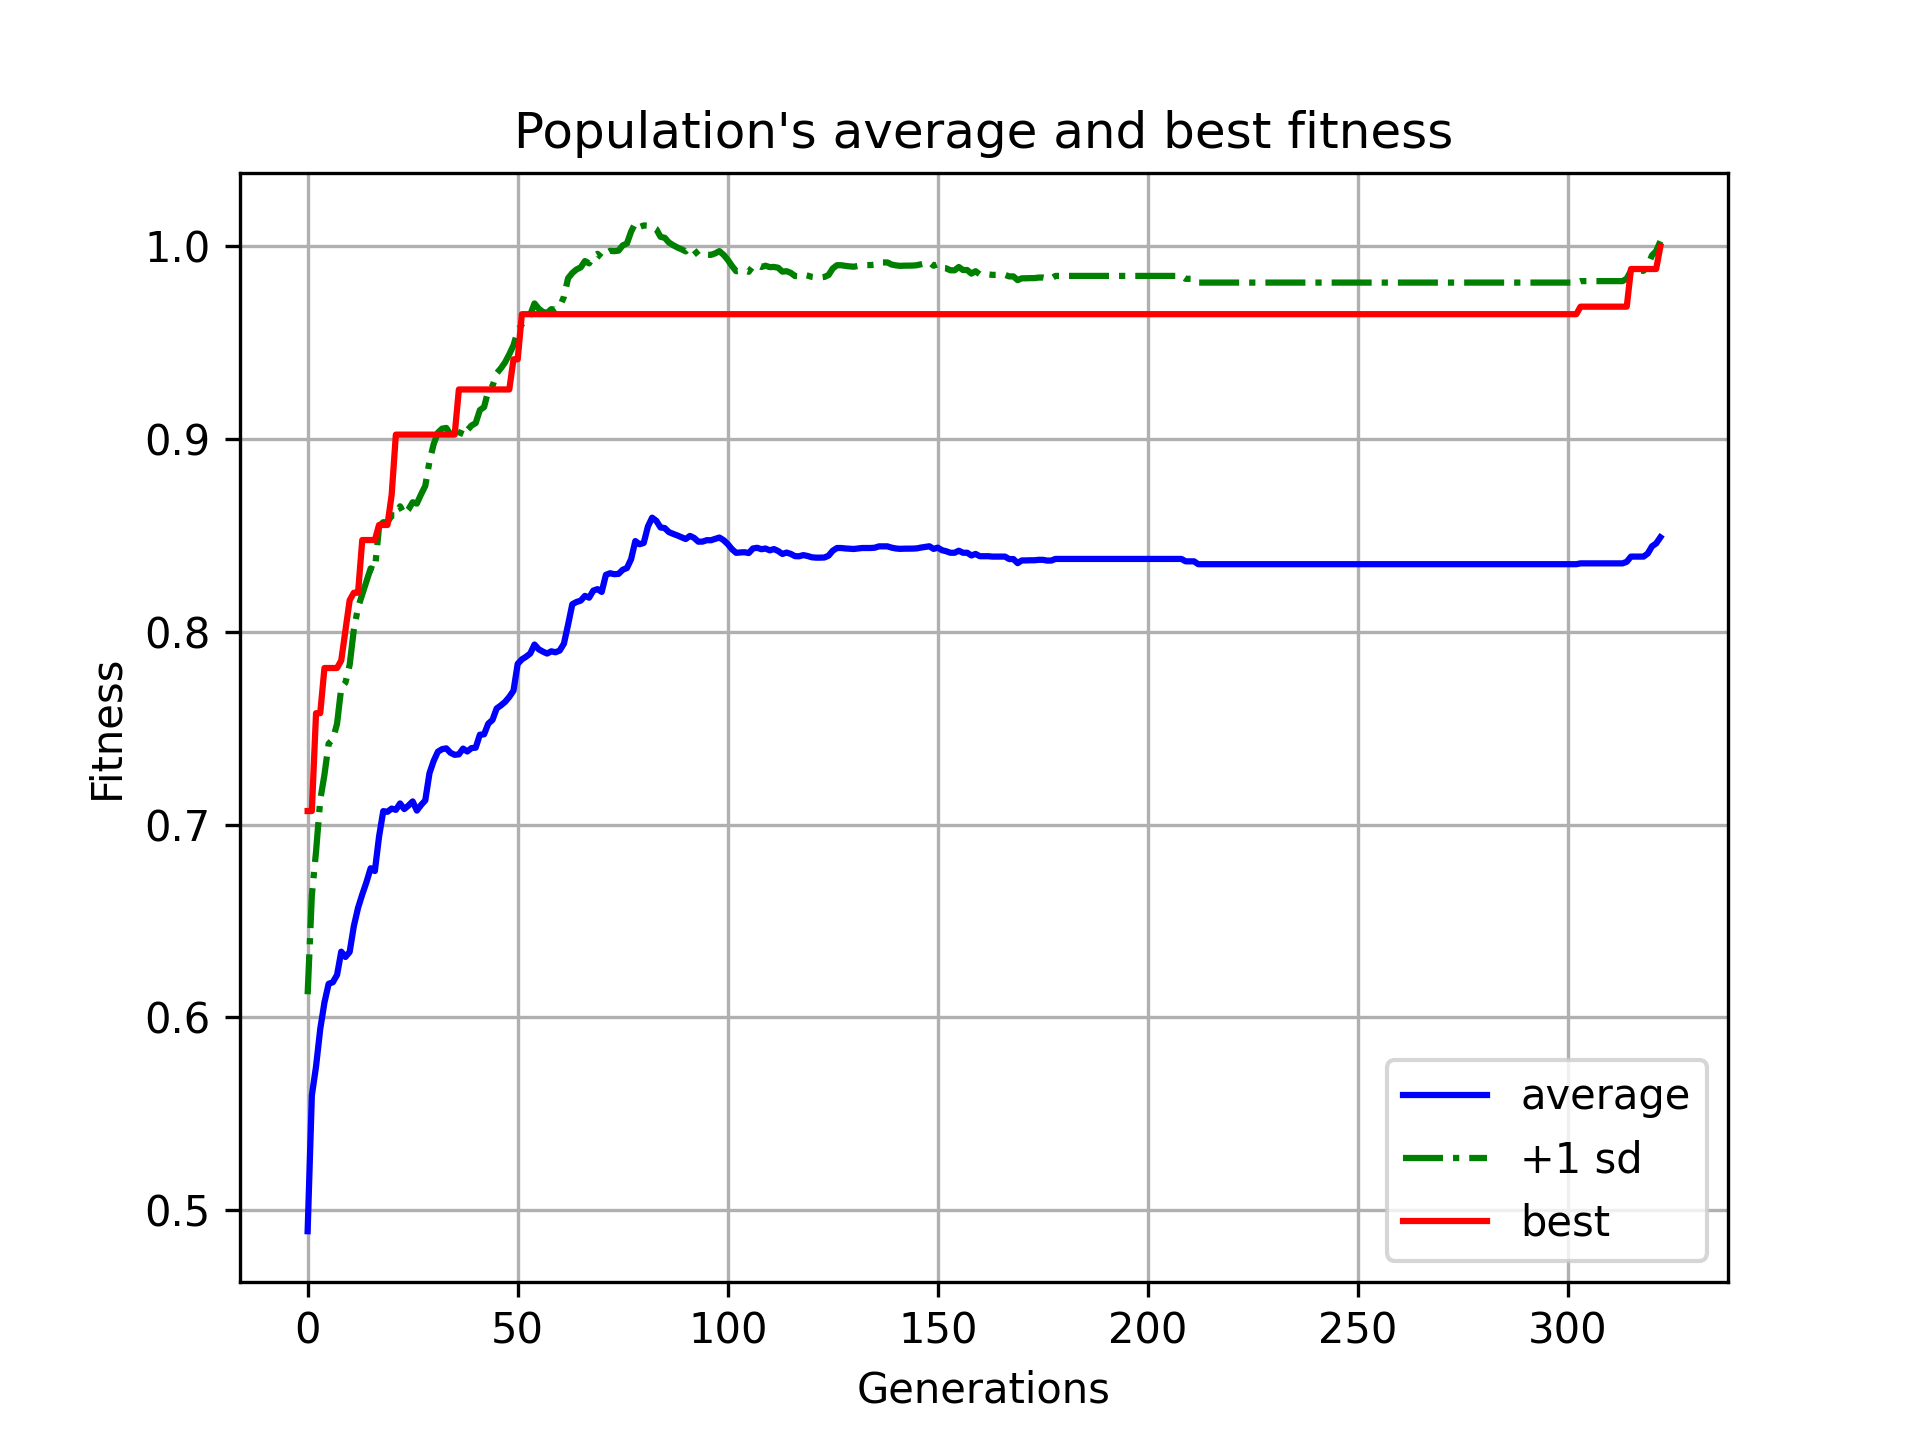 Population's average and best fitness
1.0
0.9
0.8
0.7
0.6
0.5
Fitness
0 50 100 150 200 250 300
Generations
average
+1 sd
best